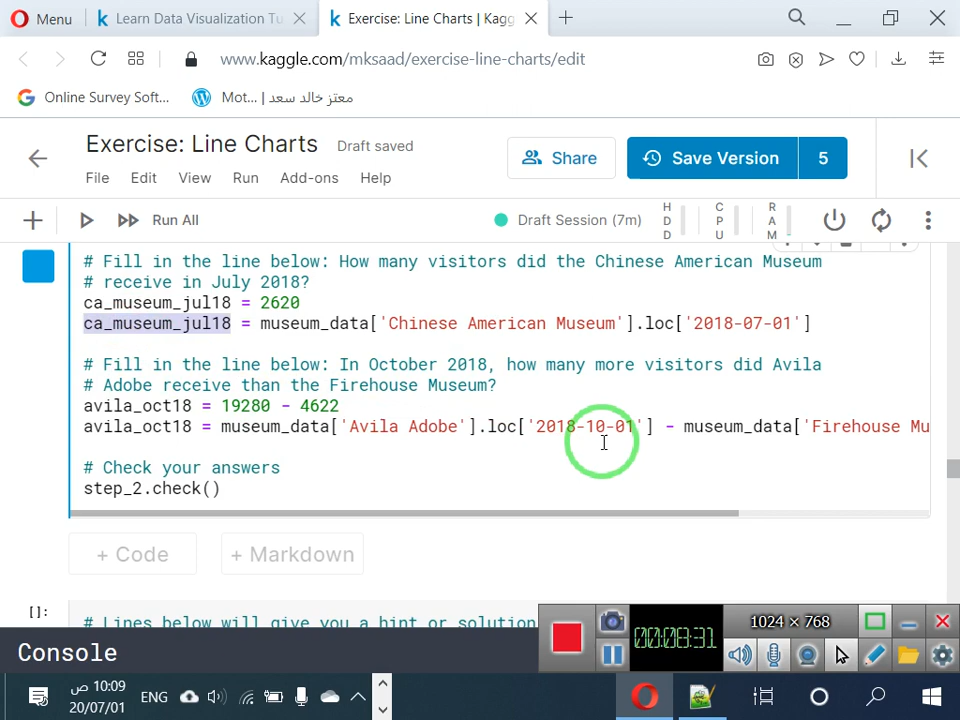 Menu
Learn Data Visualization Tu
Exercise: Line Charts | Kagg
www.kaggle.com/mksaad/exercise-line-charts/edit
Online Survey Soft...
Mot... | معتز خالد سعد
Exercise: Line Charts
Draft saved
Share
Save Version
5
File
Edit
View
Run
Add-ons
Help
Run All
Draft Session (7m)
HDD
CPU
RAM
# Fill in the line below: How many visitors did the Chinese American Museum
# receive in July 2018?
ca_museum_jul18 = 2620
ca_museum_jul18 = museum_data['Chinese American Museum'].loc['2018-07-01']
# Fill in the line below: In October 2018, how many more visitors did Avila
# Adobe receive than the Firehouse Museum?
avila_oct18 = 19280 - 4622
avila_oct18 = museum_data['Avila Adobe'].loc['2018-10-01'] - museum_data['Firehouse Mu
# Check your answers
step_2.check()
+ Code
+ Markdown
[]:
# Lines below will give you a hint or solution
1024 × 768
00:08:31
Console
10:09 ص
20/07/01
ENG